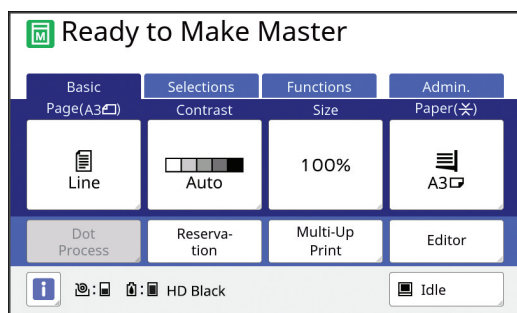 M Ready to Make Master
Basic Selections Functions Admin.
Page(A3) Contrast Size Paper()
Line Auto 100% A3
Dot Process Reserva-tion Multi-Up Print Editor
i : : HD Black Idle